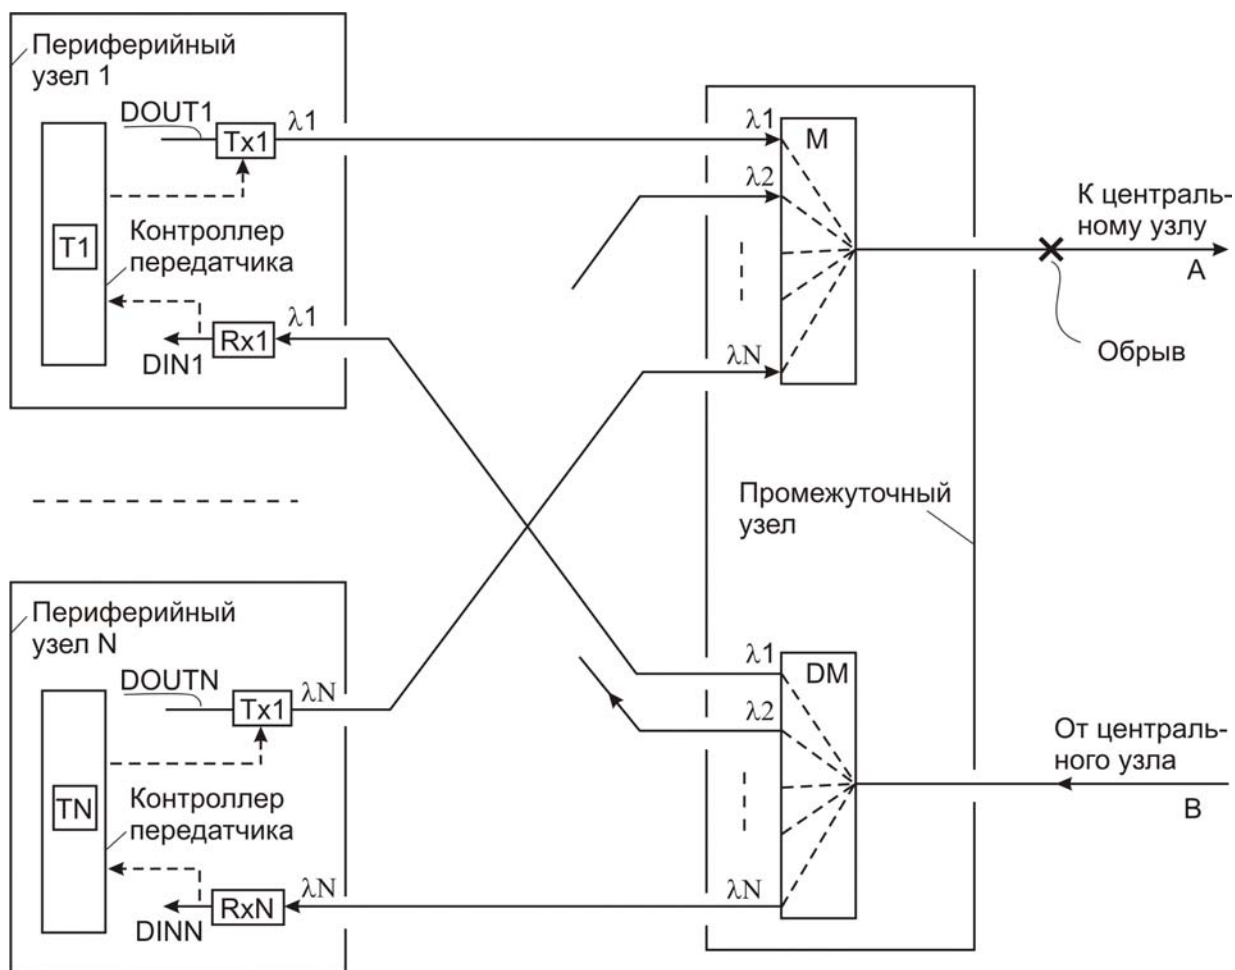 Периферийный
узел 1
DOUT1
Tx1
λ1
T1
Контроллер
передатчика
λ1
Rx1
DIN1
λ1
M
λ2
λN
К централь-
ному узлу
A
Обрыв
Промежуточный
узел
Периферийный
узел N
DOUTN
Tx1
λN
TN
Контроллер
передатчика
λN
RxN
DINN
λ1
DM
λ2
λN
От централь-
ного узла
B